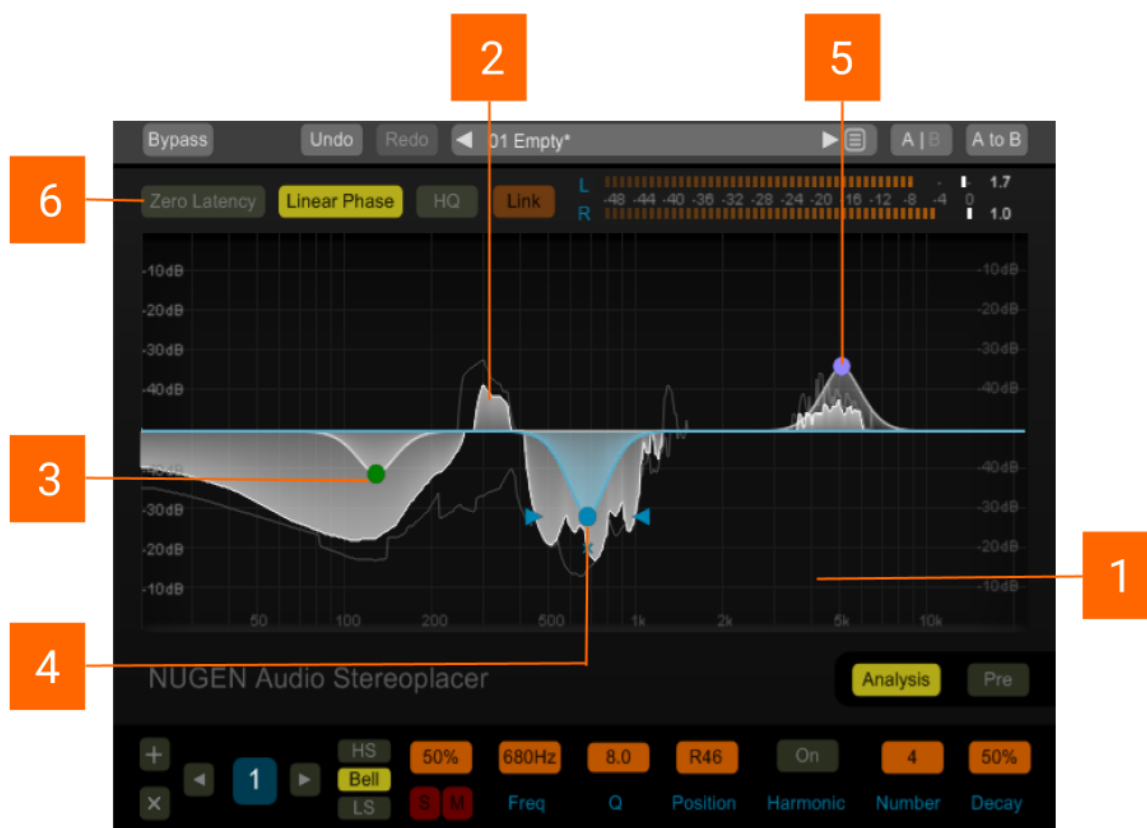 2
5
Bypass Undo Redo 01 Empty* A | B A to B
6
Zero Latency Linear Phase HQ Link
L 1.7
-48 -44 -40 -36 -32 -28 -24 -20 -16 -12 -8 -4 0
R 1.0
-10dB -10dB
-20dB -20dB
-30dB -30dB
-40dB -40dB
3
-40dB -40dB
-30dB -30dB
-20dB -20dB
1
-10dB -10dB
50 100 200 500 1k 2k 5k 10k
4
NUGEN Audio Stereoplacer
Analysis Pre
+ 1 HS 50% 680Hz 8.0 R46 On 4 50%
Bell
x LS S M Freq Q Position Harmonic Number Decay